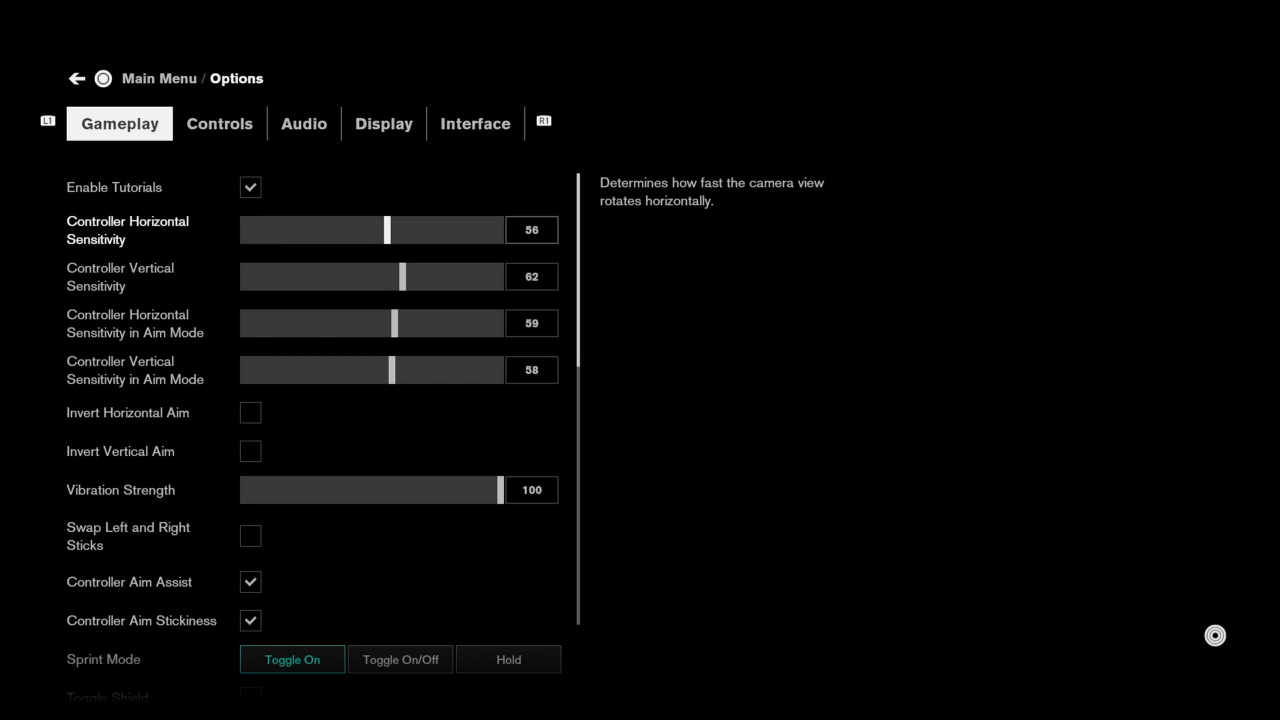 Main Menu / Options
L1
Gameplay
Controls
Audio
Display
Interface
R1
Enable Tutorials
Determines how fast the camera view
rotates horizontally.
Controller Horizontal
Sensitivity
56
Controller Vertical
Sensitivity
62
Controller Horizontal
Sensitivity in Aim Mode
59
Controller Vertical
Sensitivity in Aim Mode
58
Invert Horizontal Aim
Invert Vertical Aim
Vibration Strength
100
Swap Left and Right
Sticks
Controller Aim Assist
Controller Aim Stickiness
Sprint Mode
Toggle On
Toggle On/Off
Hold
Toggle Shield